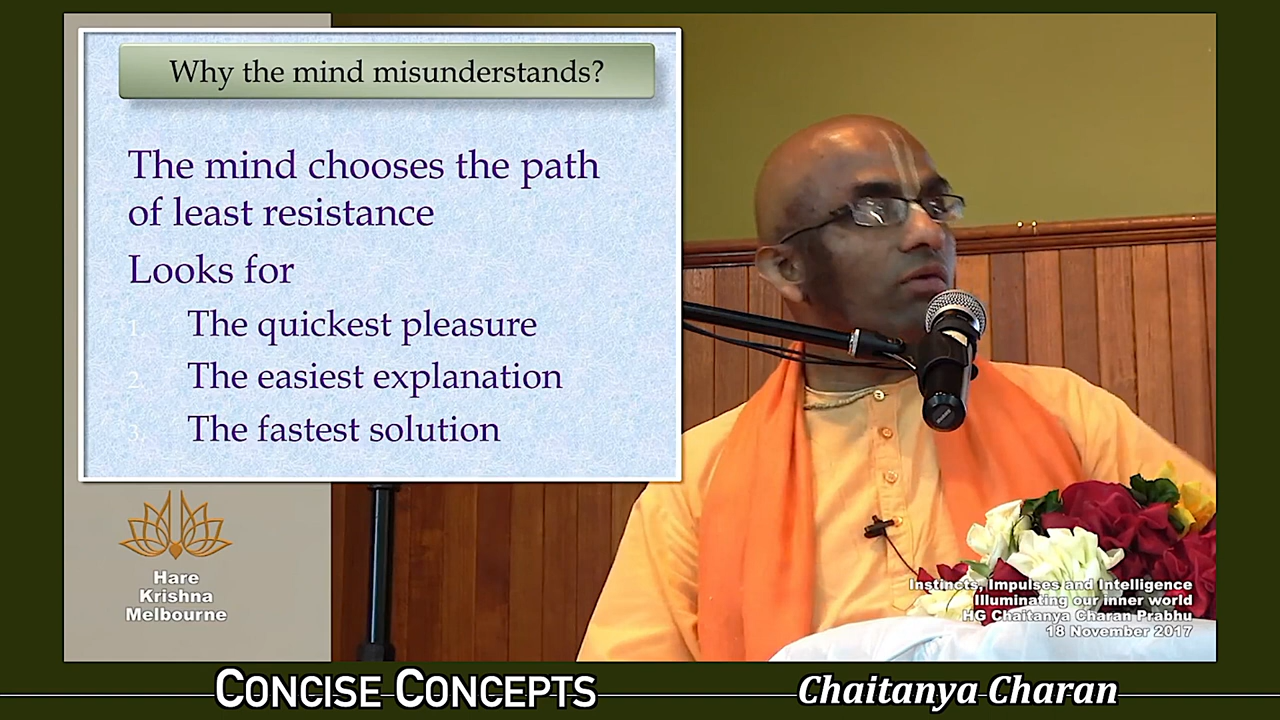 Why the mind misunderstands?
The mind chooses the path
of least resistance
Looks for
1. The quickest pleasure
2. The easiest explanation
3. The fastest solution
Hare
Krishna
Melbourne
Instincts, Impulses and Intelligence
Illuminating our inner world
HG Chaitanya Charan Prabhu
18 November 2017
Concise Concepts
Chaitanya Charan